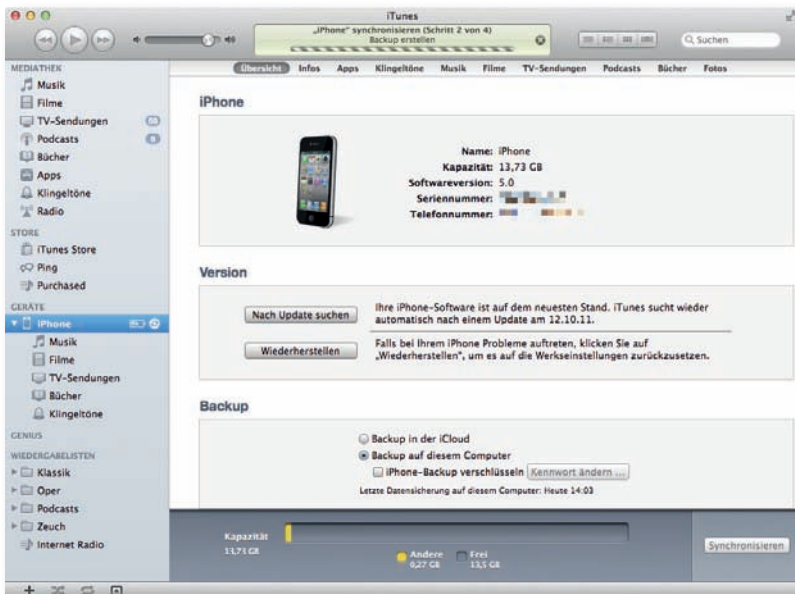 iTunes
„iPhone“ synchronisieren (Schritt 2 von 4)
Backup erstellen
Suchen
MEDIATHEK
Musik
Filme
TV-Sendungen
Podcasts
Bücher
Apps
Klingeltöne
Radio
STORE
iTunes Store
Ping
Purchased
GERÄTE
iPhone
Musik
Filme
TV-Sendungen
Bücher
Klingeltöne
GENIUS
WIEDERGABELISTEN
Klassik
Oper
Podcasts
Zeuch
Internet Radio
Übersicht Infos Apps Klingeltöne Musik Filme TV-Sendungen Podcasts Bücher Fotos
iPhone
Name: iPhone
Kapazität: 13,73 GB
Softwareversion: 5.0
Seriennummer:
Telefonnummer:
Version
Nach Update suchen
Ihre iPhone-Software ist auf dem neuesten Stand. iTunes sucht wieder
automatisch nach einem Update am 12.10.11.
Wiederherstellen
Falls bei Ihrem iPhone Probleme auftreten, klicken Sie auf
„Wiederherstellen“, um es auf die Werkseinstellungen zurückzusetzen.
Backup
Backup in der iCloud
Backup auf diesem Computer
iPhone-Backup verschlüsseln Kennwort ändern ...
Letzte Datensicherung auf diesem Computer: Heute 14:03
Kapazität
13,73 GB
Andere
0,27 GB
Frei
13,5 GB
Synchronisieren